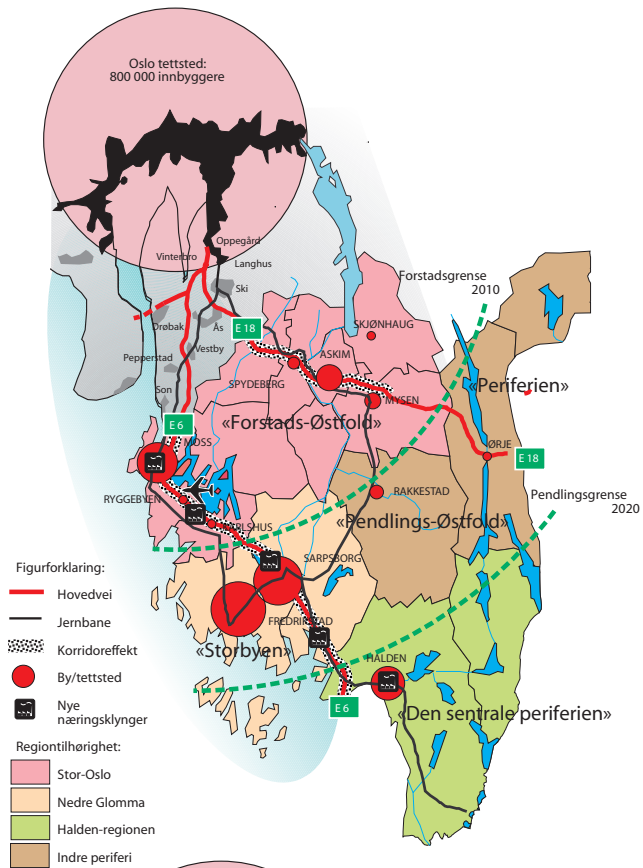 Oslo tettsted:
800 000 innbyggere
Oppegård
Vinterbro
Langhus
Ski
Forstadsgrense
2010
Drøbak
Ås
E 18
SKJØNHAUG
Vestby
ASKIM
Pepperstad
SPYDEBERG
«Periferien»
Son
MYSEN
E 6
«Forstads-Østfold»
MOSS
ØRJE
E 18
RYGGEBYEN
RAKKESTAD
Pendlingsgrense
2020
KARLSHUS
«Pendlings-Østfold»
SARPSBORG
FREDRIKSTAD
«Storbyen»
HALDEN
E 6
«Den sentrale periferien»
Figurforklaring:
Hovedvei
Jernbane
Korridoreffekt
By/tettsted
Nye
næringsklynger
Regiontilhørighet:
Stor-Oslo
Nedre Glomma
Halden-regionen
Indre periferi